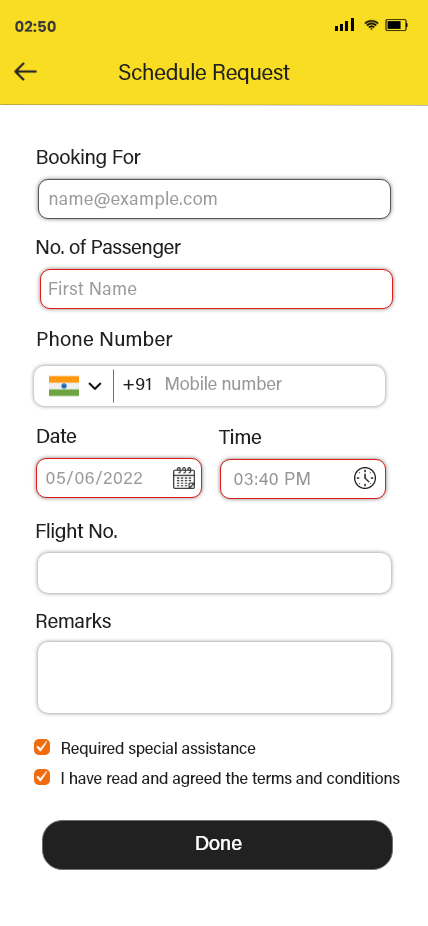 02:50
Schedule Request
Booking For
name@example.com
No. of Passenger
First Name
Phone Number
+91 Mobile number
Date Time
05/06/2022 03:40 PM
Flight No.
Remarks
Required special assistance
I have read and agreed the terms and conditions
Done